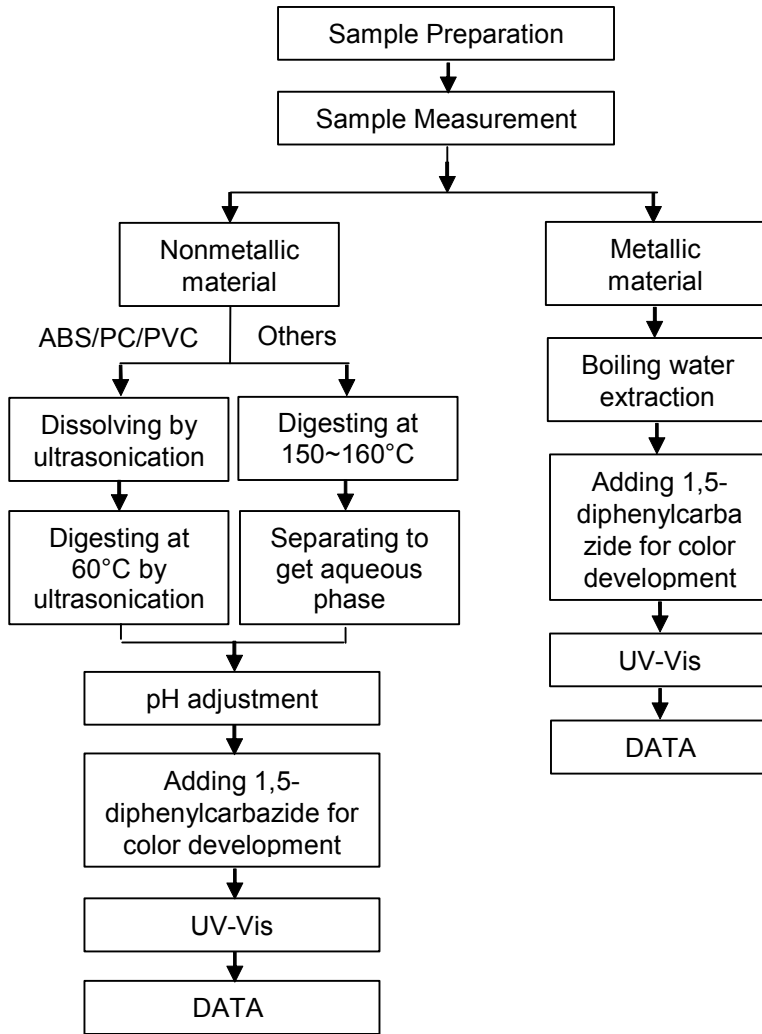 Sample Preparation
Sample Measurement
Nonmetallic
material
Metallic
material
ABS/PC/PVC
Others
Boiling water
extraction
Dissolving by
ultrasonication
Digesting at
150~160°C
Adding 1,5-
diphenylcarba
zide for color
development
Digesting at
60°C by
ultrasonication
Separating to
get aqueous
phase
UV-Vis
pH adjustment
DATA
Adding 1,5-
diphenylcarbazide for
color development
UV-Vis
DATA